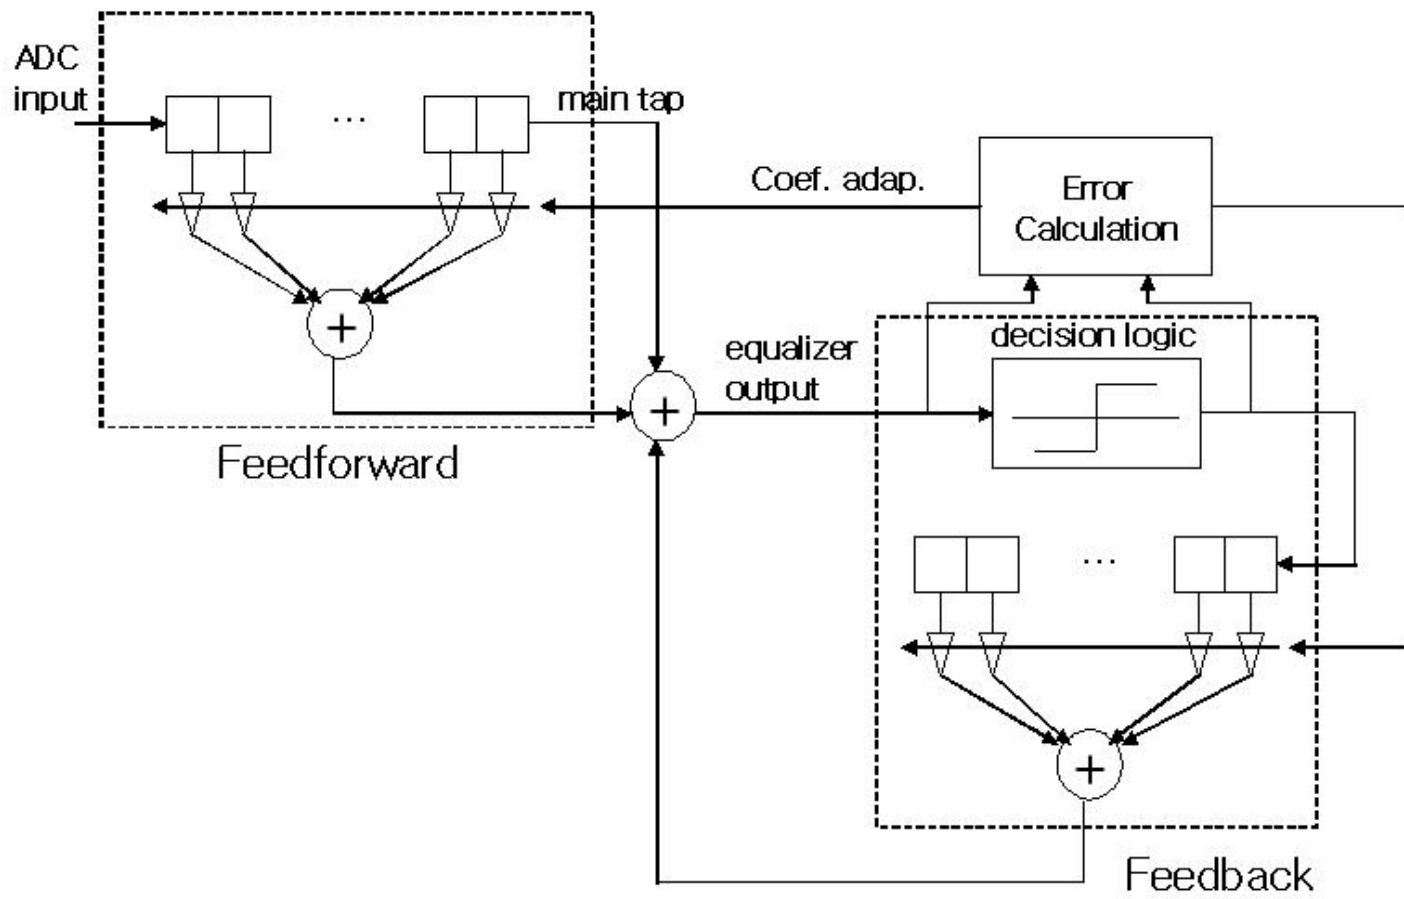 ADC
input
...
main tap
Coef. adap.
Error
Calculation
+
decision logic
equalizer
output
+
Feedforward
...
+
Feedback